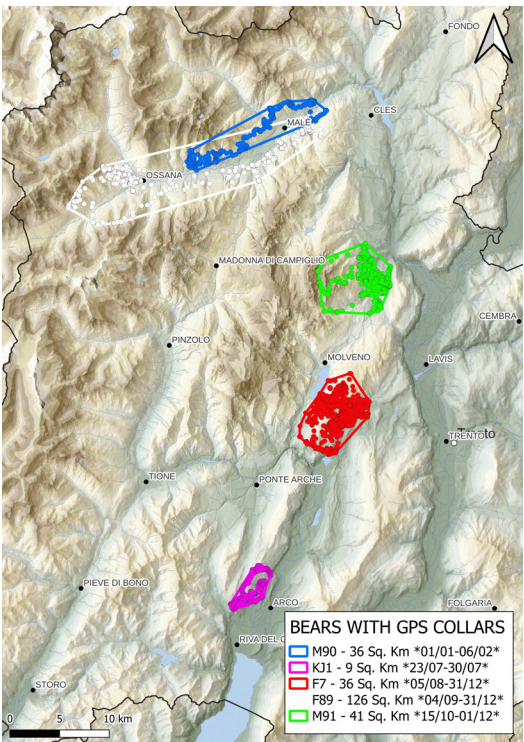 FONDO
CLES
MALÉ
OSSANA
MADONNA DI CAMPIGLIO
CEMBRA
PINZOLO
MOLVENO
LAVIS
TRENTO
TIONE
PONTE ARCHE
PIEVE DI BONO
ARCO
FOLGARIA
RIVA DEL
STORO
BEARS WITH GPS COLLARS
M90 - 36 Sq. Km *01/01-06/02*
KJ1 - 9 Sq. Km *23/07-30/07*
F7 - 36 Sq. Km *05/08-31/12*
F89 - 126 Sq. Km *04/09-31/12*
M91 - 41 Sq. Km *15/10-01/12*
0 5 10 km